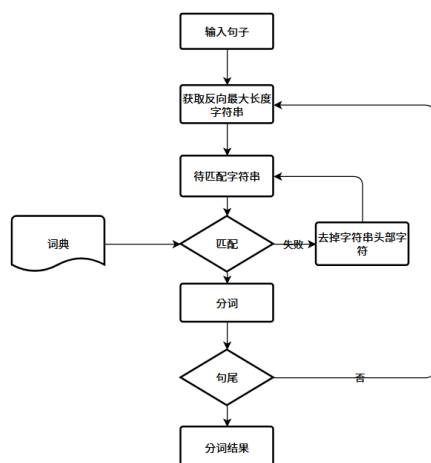 输入句子
获取反向最大长度
字符串
待匹配字符串
词典
匹配
失败
去掉字符串头部字
符
分词
句尾
否
分词结果